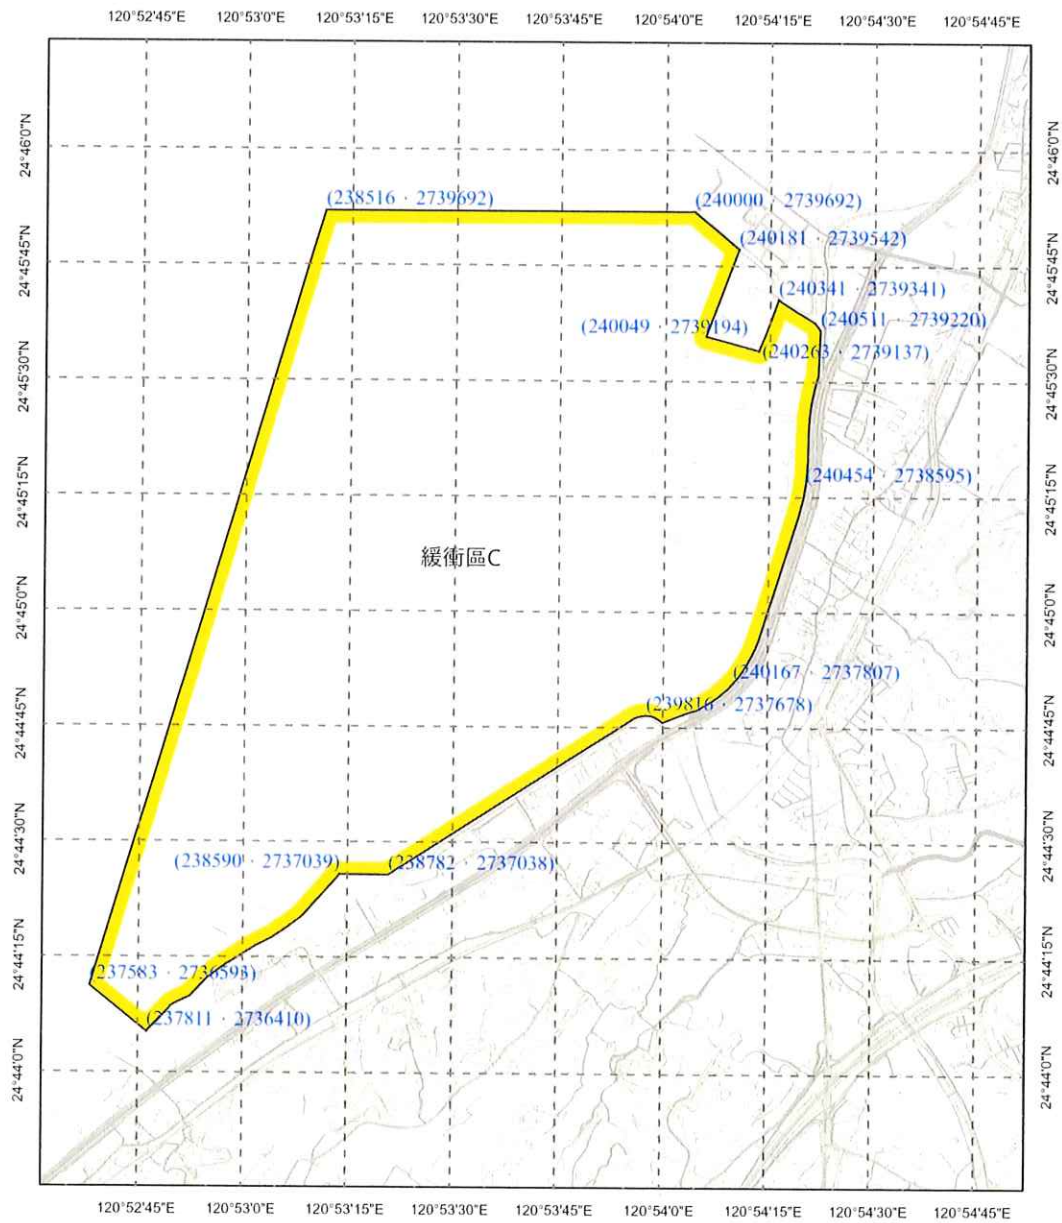 120°52'45"E 120°53'0"E 120°53'15"E 120°53'30"E 120°53'45"E 120°54'0"E 120°54'15"E 120°54'30"E 120°54'45"E
24°46'0"N 24°46'0"N
(238516 · 2739692) (240000 · 2739692)
(240181 · 2739542)
24°45'45"N 24°45'45"N
(240341 · 2739341)
(240049 · 2739194) (240511 · 2739220)
(240263 · 2739137)
24°45'30"N 24°45'30"N
(240454 · 2738595)
24°45'15"N 24°45'15"N
緩衝區C
24°45'0"N 24°45'0"N
(240167 · 2737807)
(239816 · 2737678)
24°44'45"N 24°44'45"N
24°44'30"N 24°44'30"N
(238590 · 2737039) (238782 · 2737038)
24°44'15"N 24°44'15"N
(237583 · 2736593)
(237811 · 2736410)
24°44'0"N 24°44'0"N
120°52'45"E 120°53'0"E 120°53'15"E 120°53'30"E 120°53'45"E 120°54'0"E 120°54'15"E 120°54'30"E 120°54'45"E